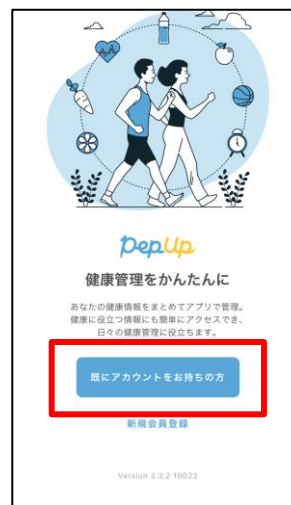 PepUp
健康管理をかんたんに
あなたの健康情報をまとめてアプリで管理。
健康に役立つ情報にも簡単にアクセスでき、
日々の健康管理に役立ちます。
既にアカウントをお持ちの方
新規会員登録
Version 3.3.2 10022